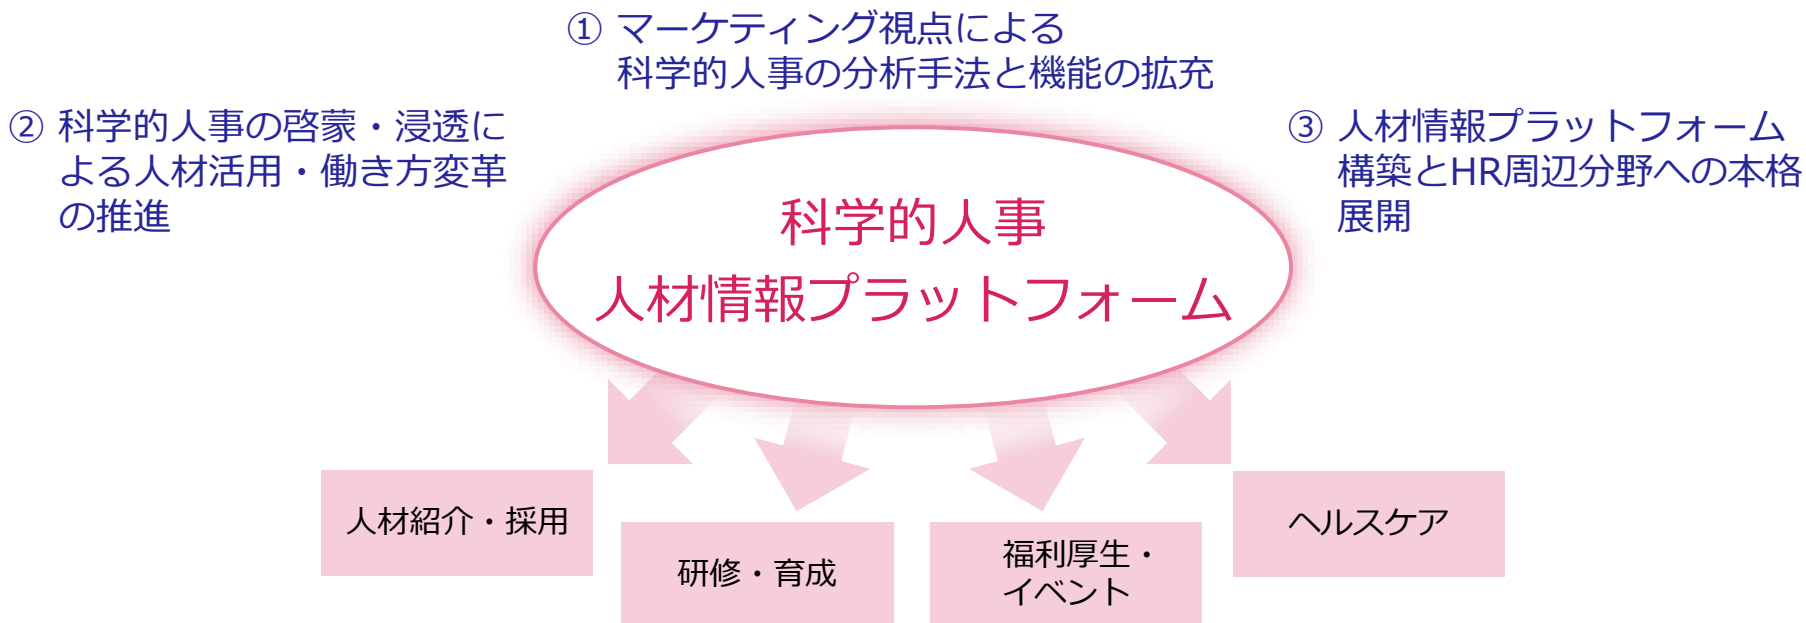 ① マーケティング視点による
科学的人事の分析手法と機能の拡充
② 科学的人事の啓蒙・浸透に
よる人材活用・働き方変革
の推進
③ 人材情報プラットフォーム
構築とHR周辺分野への本格
展開
科学的人事
人材情報プラットフォーム
人材紹介・採用
研修・育成
福利厚生・
イベント
ヘルスケア